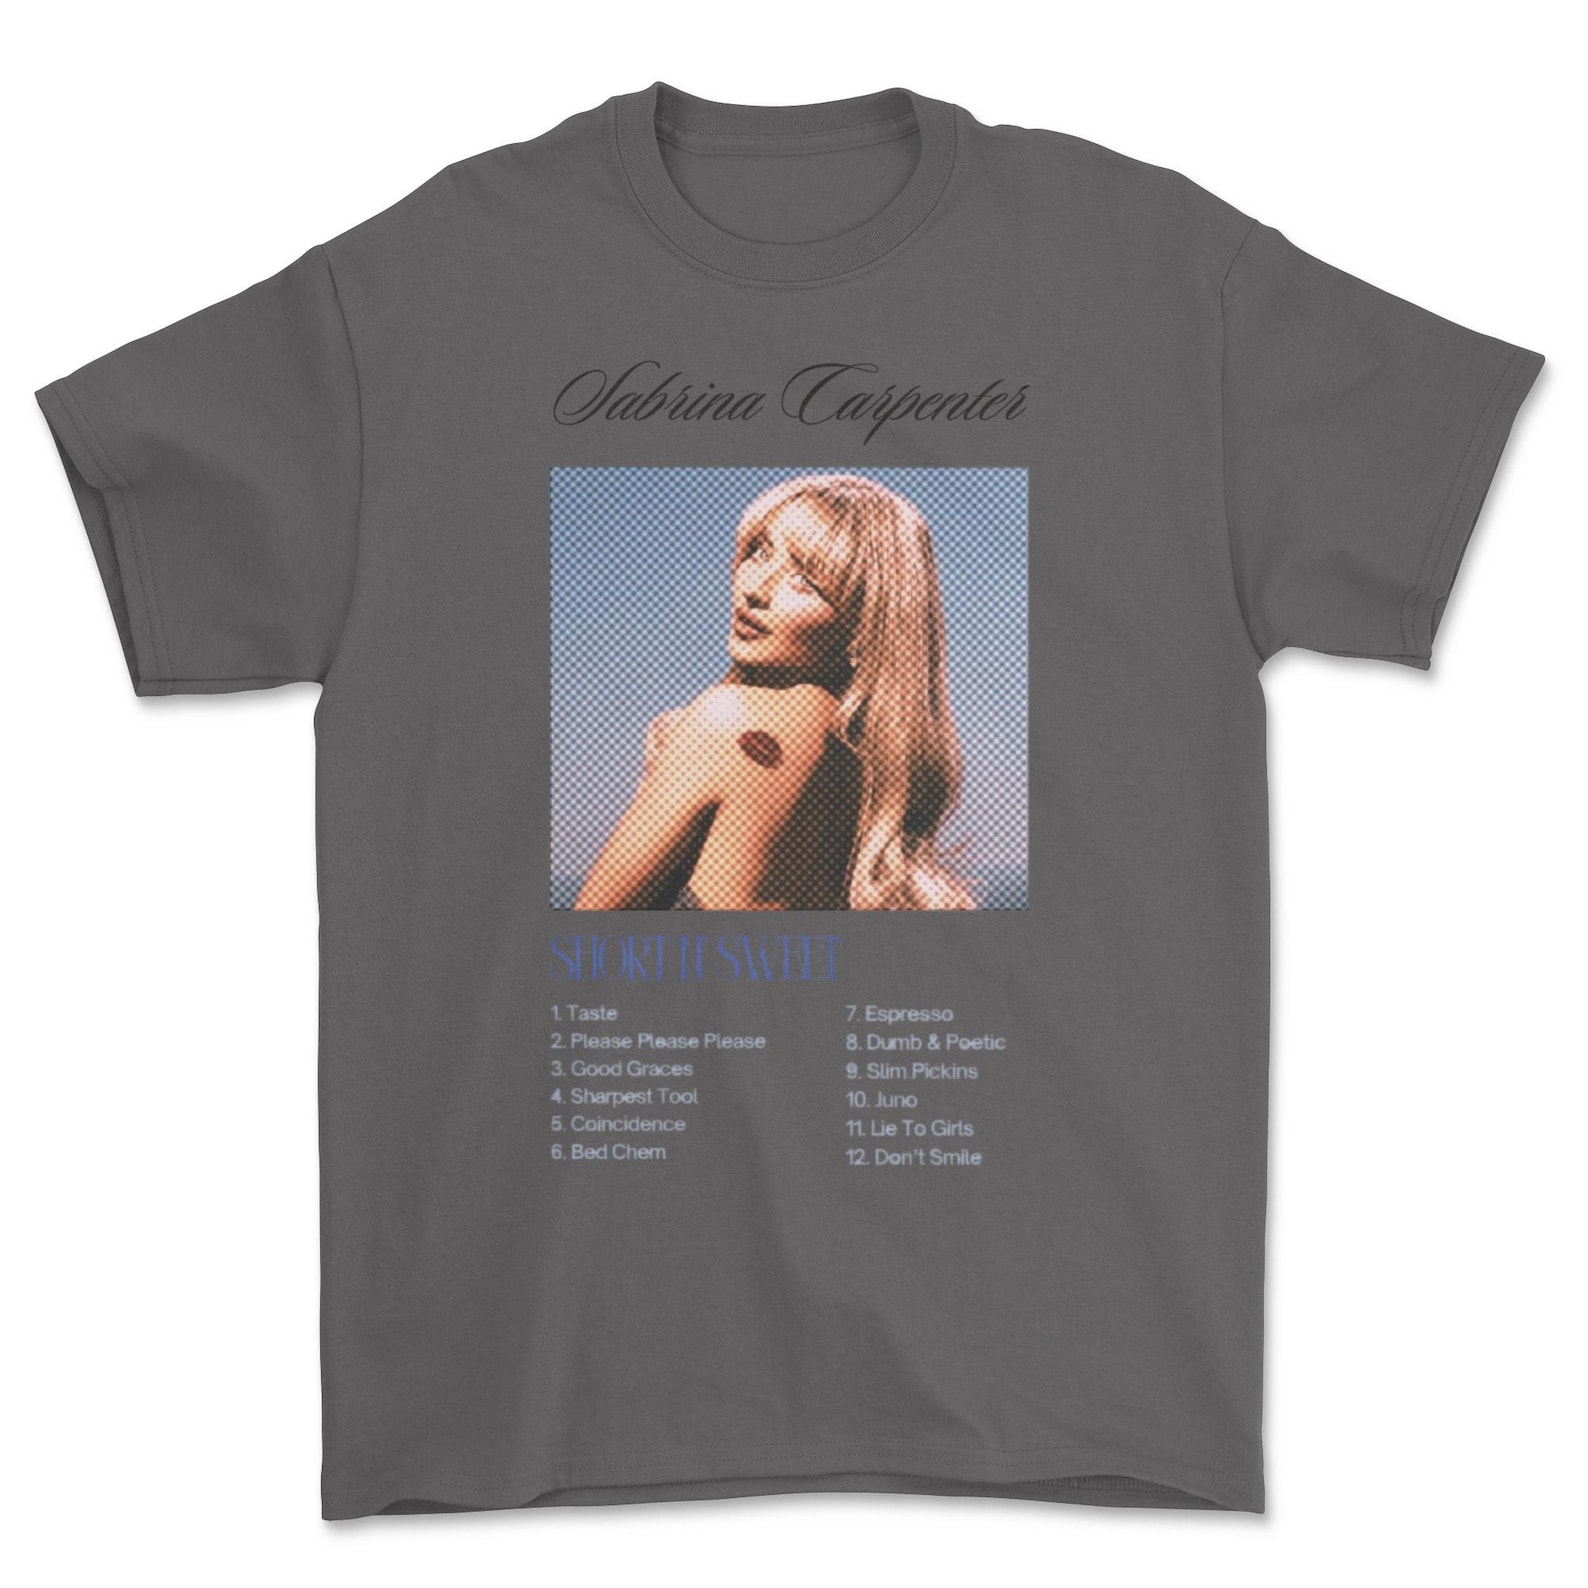 Sabrina Carpenter
SHORT N' SWEET
1. Taste
2. Please Please Please
3. Good Graces
4. Sharpest Tool
5. Coincidence
6. Bed Chem
7. Espresso
8. Dumb & Poetic
9. Slim Pickins
10. Juno
11. Lie To Girls
12. Don't Smile